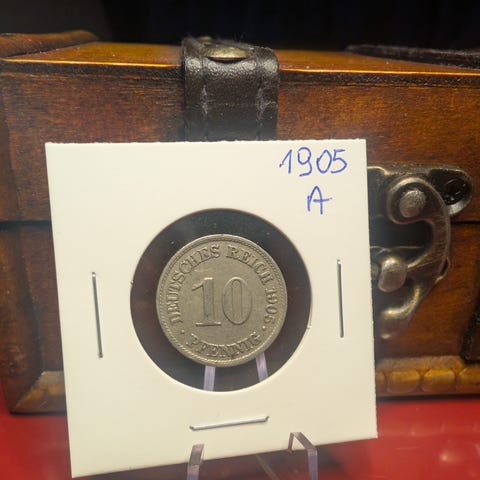 1905
A
DEUTSCHES REICH 1905
10
PFENNIG